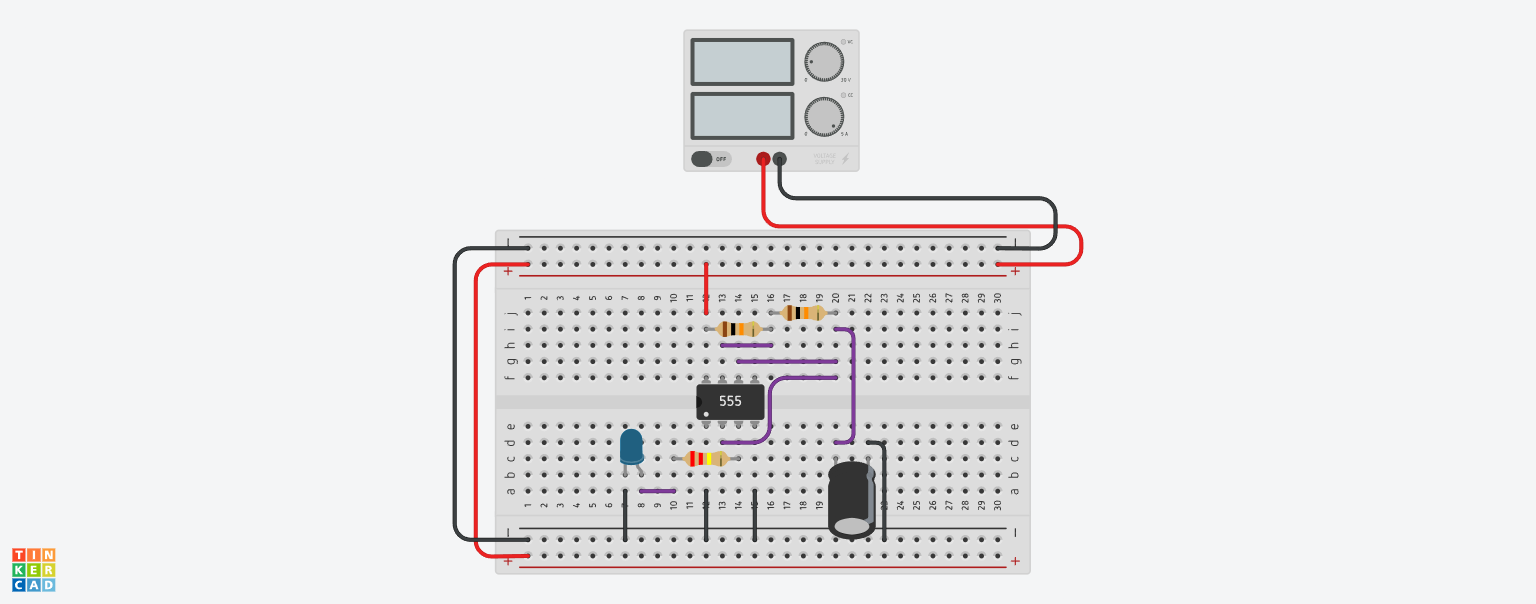 VC
0 30 V
CC
0 5 A
OFF
VOLTAGE
SUPPLY
1 2 3 4 5 6 7 8 9 10 11 12 13 14 15 16 17 18 19 20 21 22 23 24 25 26 27 28 29 30
j j
i i
h h
g g
f f
555
e e
d d
c c
b b
a a
1 2 3 4 5 6 7 8 9 10 11 12 13 14 15 16 17 18 19 23 24 25 26 27 28 29 30
TIN
KER
CAD